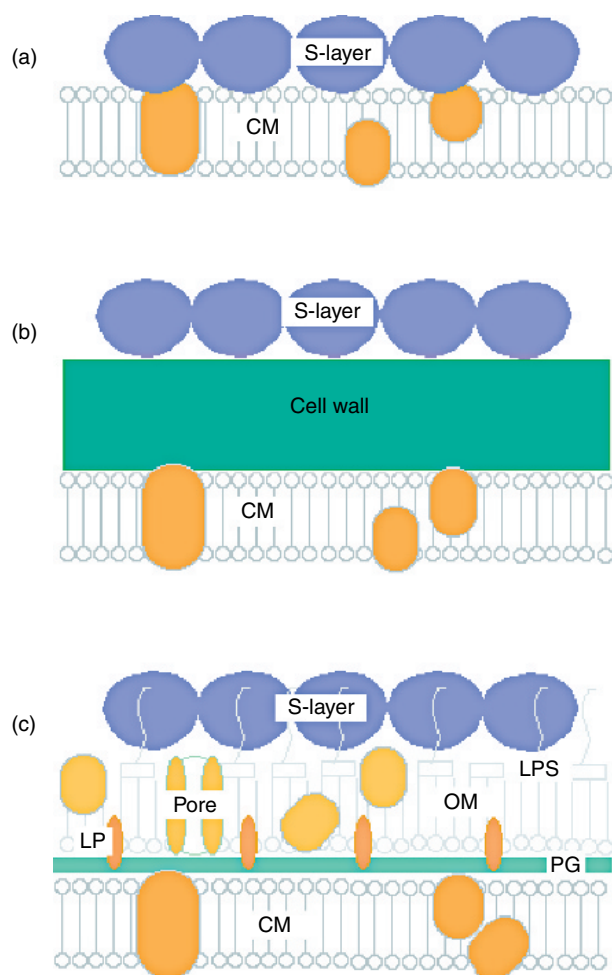 (a)
S-layer
CM
(b)
S-layer
Cell wall
CM
(c)
S-layer
LPS
Pore
OM
LP
PG
CM